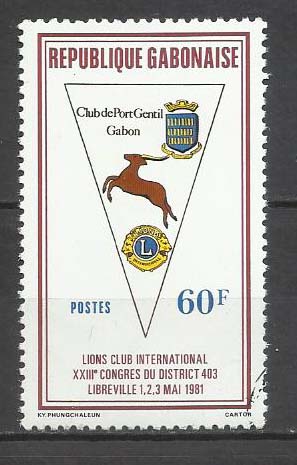 REPUBLIQUE GABONAISE
Club de Port Gentil
Gabon
L
INTERNATIONAL
POSTES 60F
LIONS CLUB INTERNATIONAL
XXIIIe CONGRES DU DISTRICT 403
LIBREVILLE 1,2,3 MAI 1981
KY. PHUNGCHALEUN CARTOR